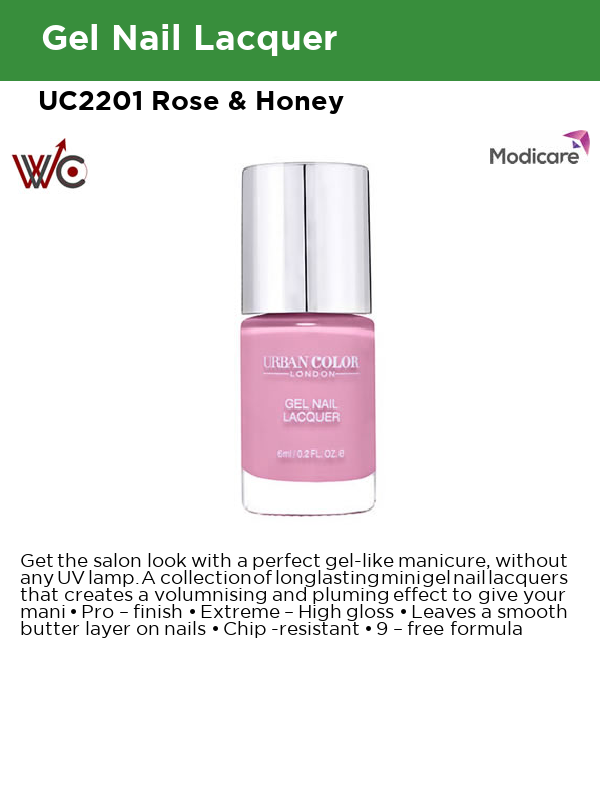 Gel Nail Lacquer
UC2201 Rose & Honey
WC
Modicare
URBAN COLOR
LONDON
GEL NAIL
LACQUER
6ml / 0.2 FL. OZ. ℮
Get the salon look with a perfect gel-like manicure, without
any UV lamp. A collection of longlasting mini gel nail lacquers
that creates a volumnising and pluming effect to give your
mani • Pro – finish • Extreme – High gloss • Leaves a smooth
butter layer on nails • Chip -resistant • 9 – free formula